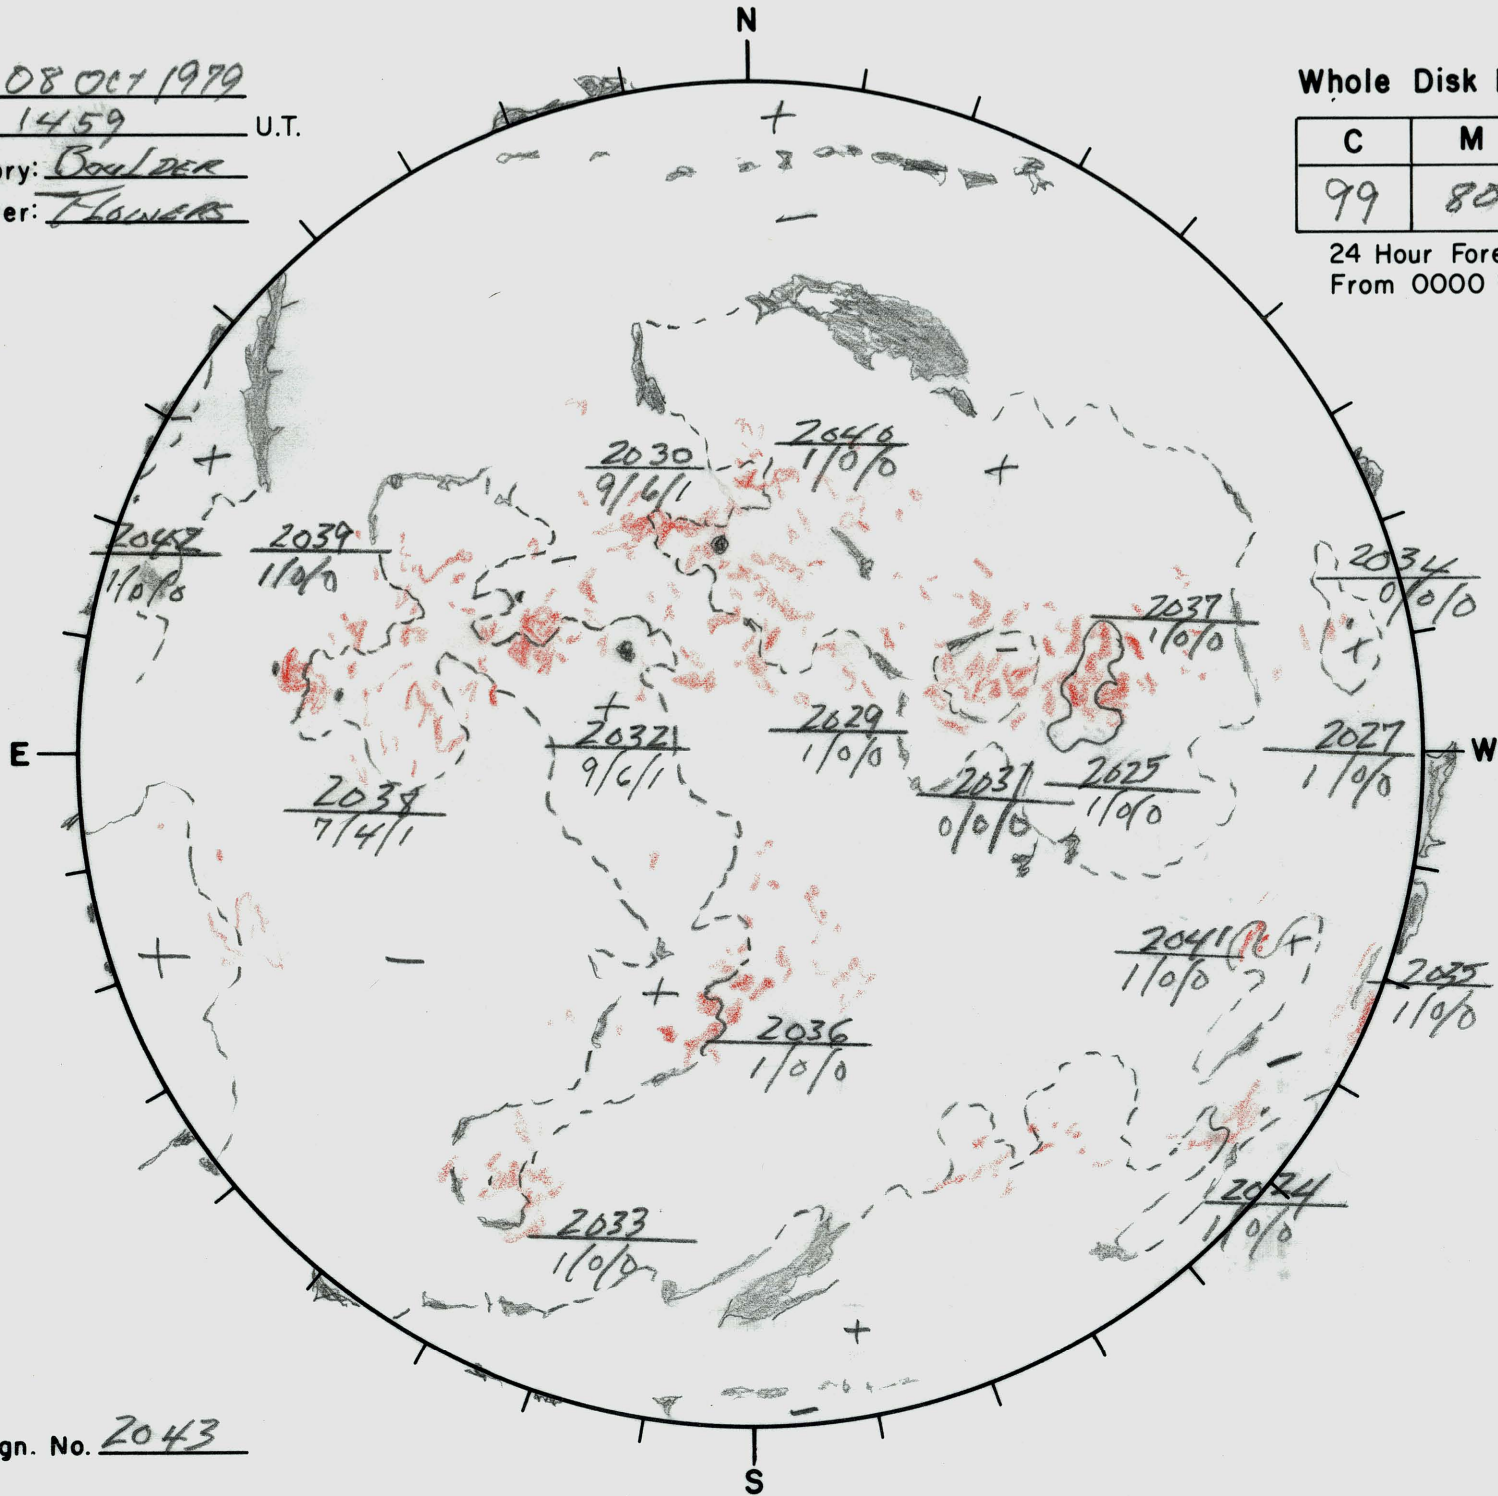 N
08 Oct 1979
1459 U.T.
ory: Boulder
er: Flowers
Whole Disk
C M
99 80
24 Hour Fore
From 0000
2040
1/0/0
2030
9/6/1
2042
1/0/0
2039
1/0/0
2034
0/0/0
2037
1/0/0
2029
1/0/0
2032
9/6/1
2027
1/0/0
E
W
2031
0/0/0
2025
1/0/0
2038
7/4/1
2041
1/0/0
2035
1/0/0
2036
1/0/0
2024
1/0/0
2033
1/0/0
gn. No. 2043
S